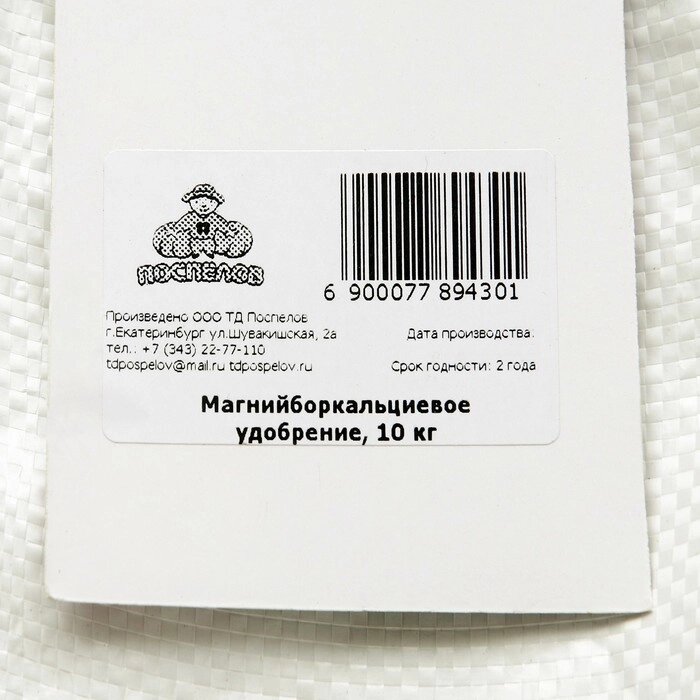 ПОСПЕЛОВ
6 900077 894301
Произведено ООО ТД Поспелов
г.Екатеринбург ул.Шувакишская, 2а
тел.: +7 (343) 22-77-110
tdpospelov@mail.ru tdpospelov.ru
Дата производства:
Срок годности: 2 года
Магнийборкальциевое
удобрение, 10 кг